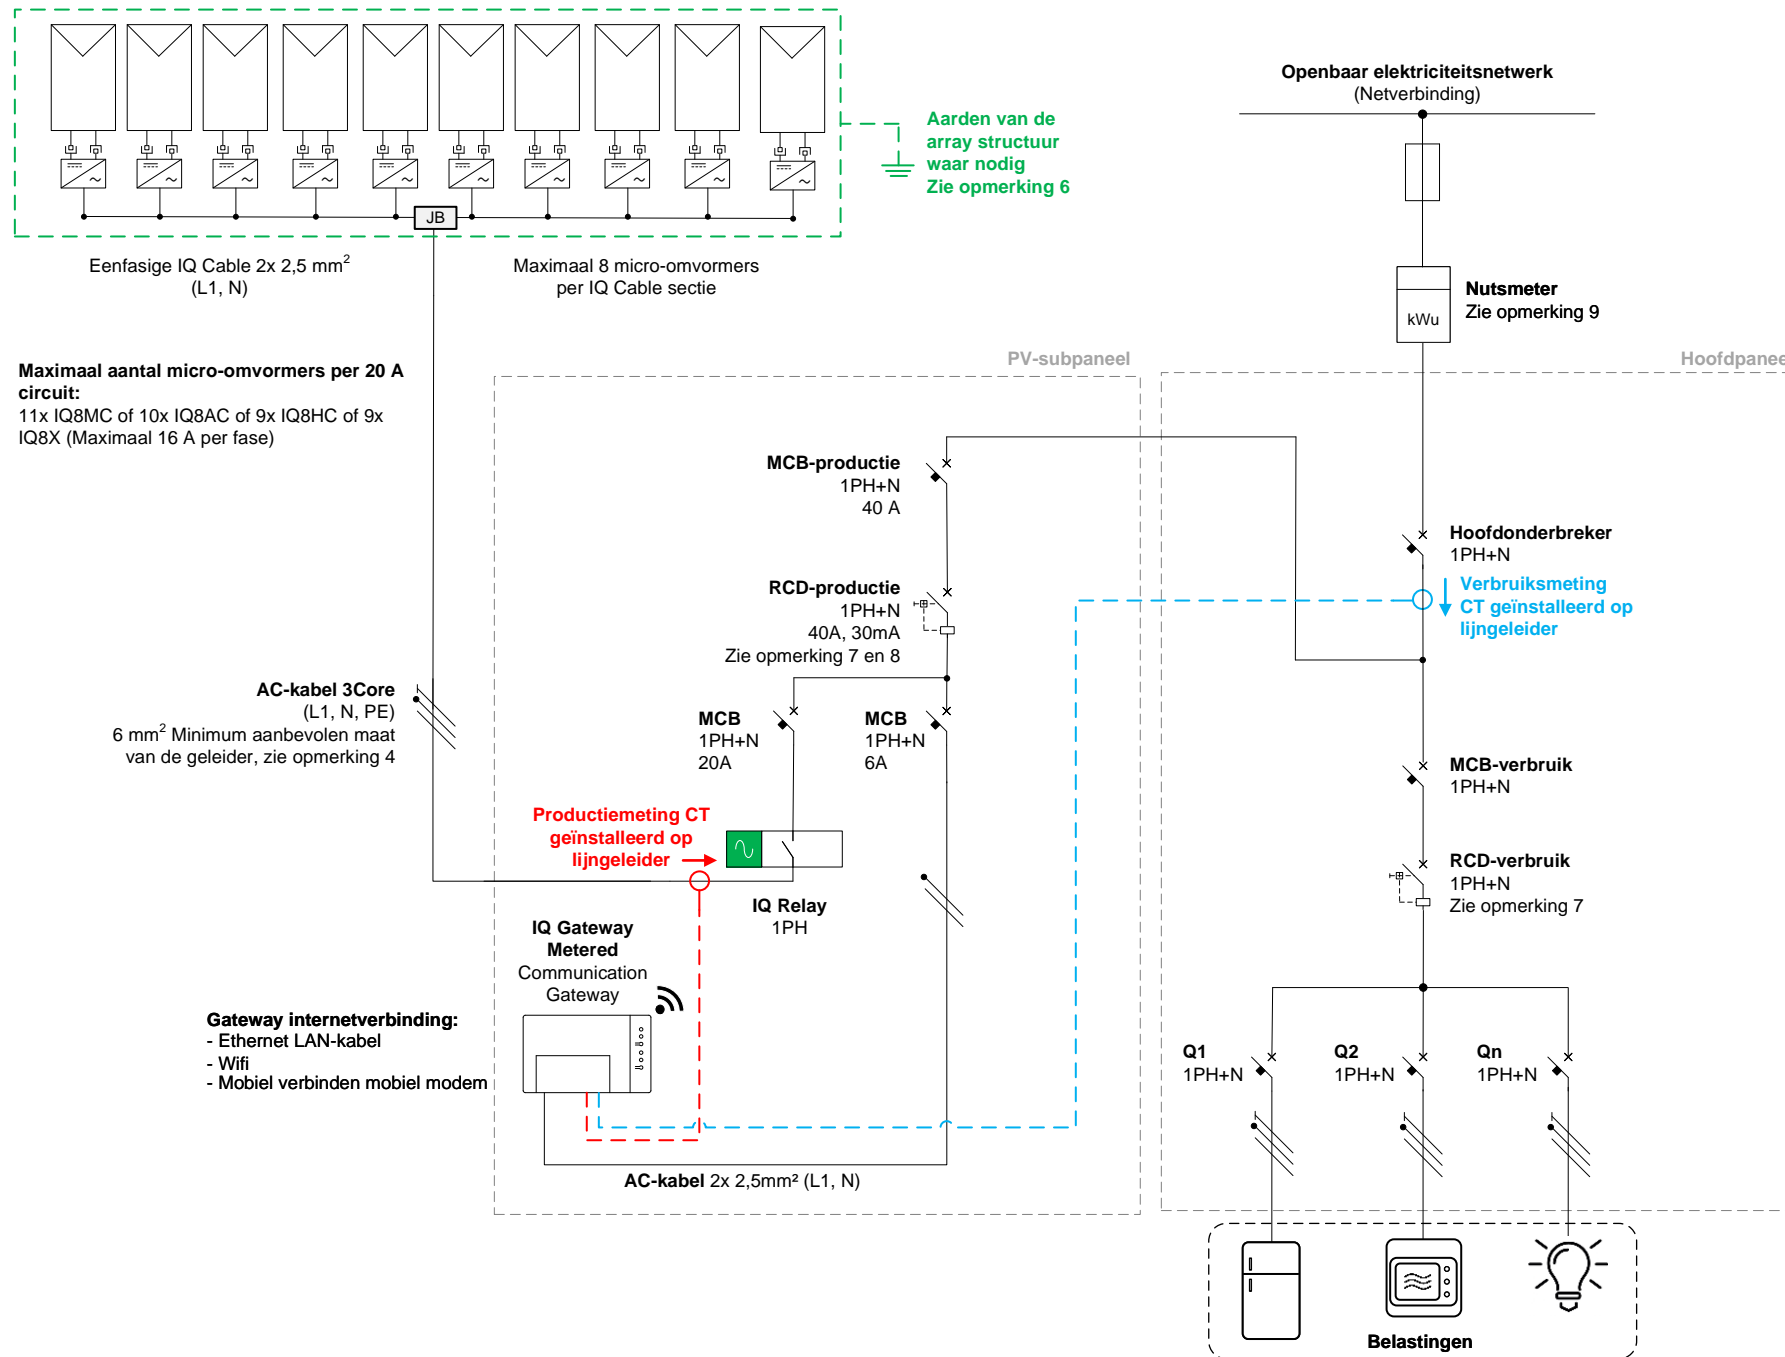 Openbaar elektriciteitsnetwerk
(Netverbinding)
Aarden van de
array structuur
waar nodig
Zie opmerking 6
JB
Eenfasige IQ Cable 2x 2,5 mm²
(L1, N)
Maximaal 8 micro-omvormers
per IQ Cable sectie
Nutsmeter
Zie opmerking 9
kWu
Maximaal aantal micro-omvormers per 20 A
circuit:
11x IQ8MC of 10x IQ8AC of 9x IQ8HC of 9x
IQ8X (Maximaal 16 A per fase)
PV-subpaneel
Hoofdpanee
MCB-productie
1PH+N
40 A
Hoofdonderbreker
1PH+N
RCD-productie
1PH+N
40A, 30mA
Zie opmerking 7 en 8
Verbruiksmeting
CT geïnstalleerd op
lijngeleider
AC-kabel 3Core
(L1, N, PE)
6 mm² Minimum aanbevolen maat
van de geleider, zie opmerking 4
MCB
1PH+N
20A
MCB
1PH+N
6A
MCB-verbruik
1PH+N
Productiemeting CT
geïnstalleerd op
lijngeleider
RCD-verbruik
1PH+N
Zie opmerking 7
IQ Relay
1PH
IQ Gateway
Metered
Communication
Gateway
Gateway internetverbinding:
- Ethernet LAN-kabel
- Wifi
- Mobiel verbinden mobiel modem
Q1
1PH+N
Q2
1PH+N
Qn
1PH+N
AC-kabel 2x 2,5mm² (L1, N)
Belastingen